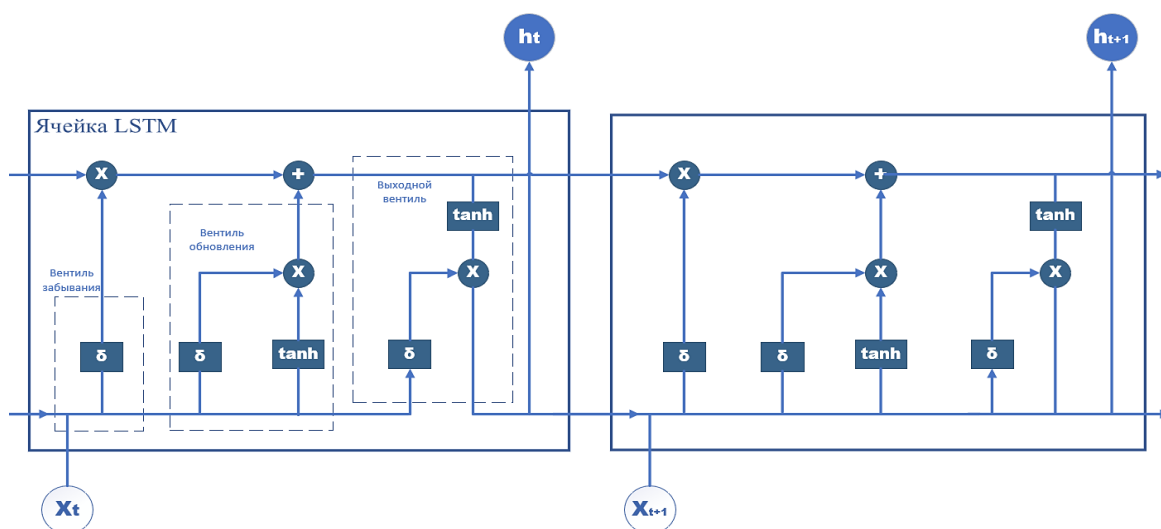 ht
ht+1
Ячейка LSTM
X
+
Выходной
вентиль
X
+
tanh
tanh
Вентиль
обновления
X
X
X
X
Вентиль
забывания
δ
δ
tanh
δ
δ
δ
tanh
δ
Xt
Xt+1